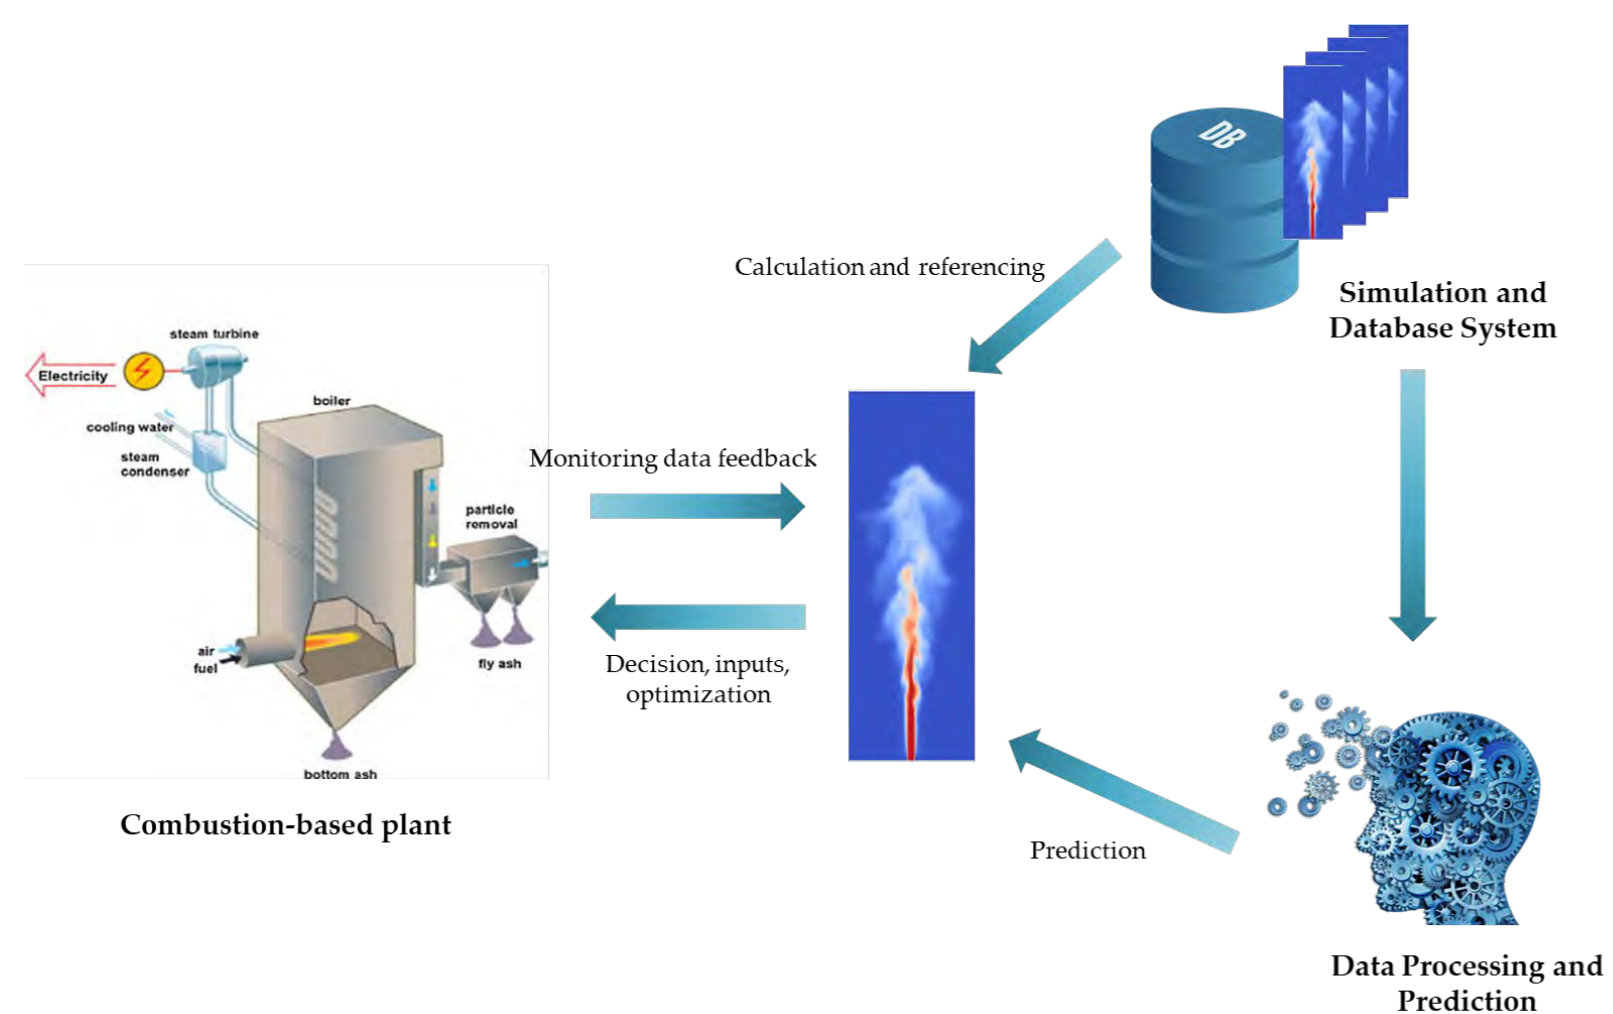 DB
Simulation and
Database System
Calculation and referencing
steam turbine
Electricity
boiler
cooling water
steam
condenser
particle
removal
air
fuel
fly ash
bottom ash
Combustion-based plant
Monitoring data feedback
Decision, inputs,
optimization
Prediction
Data Processing and
Prediction